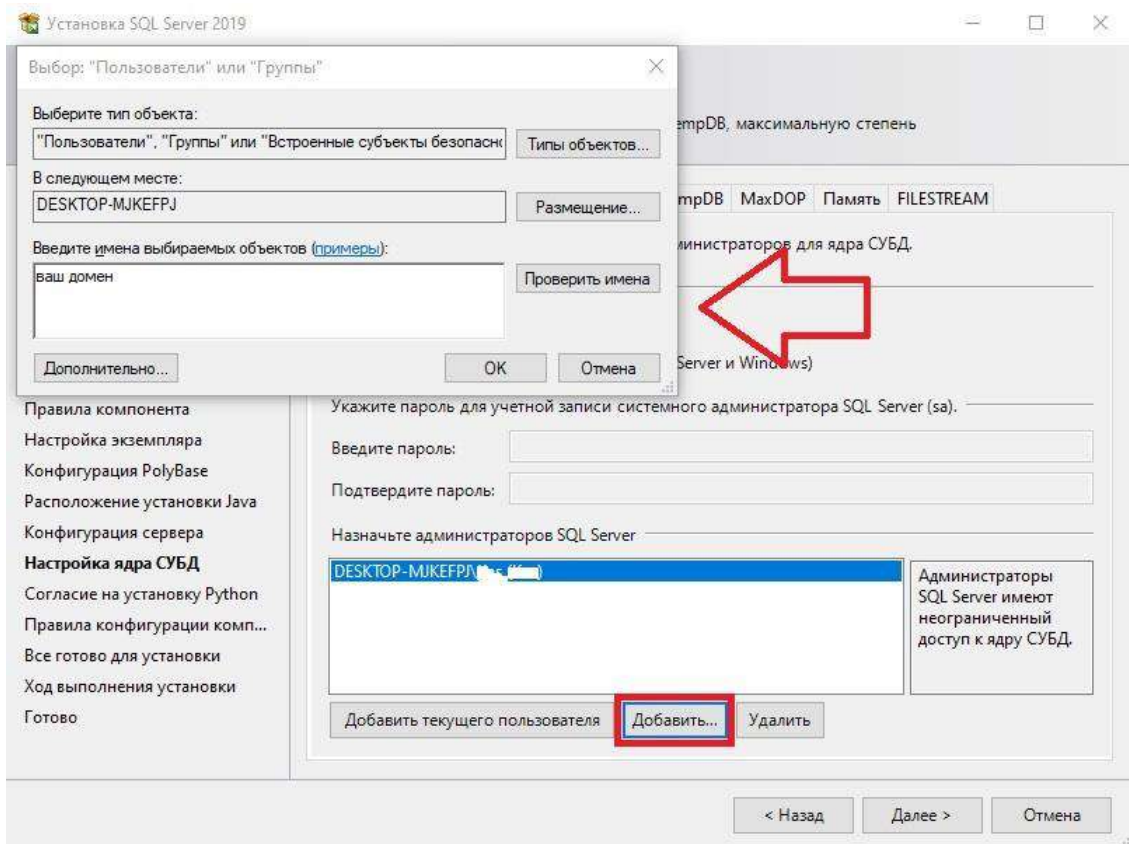 Установка SQL Server 2019
Выбор: "Пользователи" или "Группы"
Выберите тип объекта:
"Пользователи", "Группы" или "Встроенные субъекты безопасно
Типы объектов...
В следующем месте:
DESKTOP-MJKEFPJ
Размещение...
Введите имена выбираемых объектов (примеры):
ваш домен
Проверить имена
Дополнительно...
ОК
Отмена
empDB, максимальную степень
mpDB MaxDOP Память FILESTREAM
министраторов для ядра СУБД.
Server и Windows)
Правила компонента
Настройка экземпляра
Конфигурация PolyBase
Расположение установки Java
Конфигурация сервера
Настройка ядра СУБД
Согласие на установку Python
Правила конфигурации комп...
Все готово для установки
Ход выполнения установки
Готово
Укажите пароль для учетной записи системного администратора SQL Server (sa).
Введите пароль:
Подтвердите пароль:
Назначьте администраторов SQL Server
DESKTOP-MJKEFPJ\
Администраторы
SQL Server имеют
неограниченный
доступ к ядру СУБД.
Добавить текущего пользователя
Добавить...
Удалить
< Назад
Далее >
Отмена